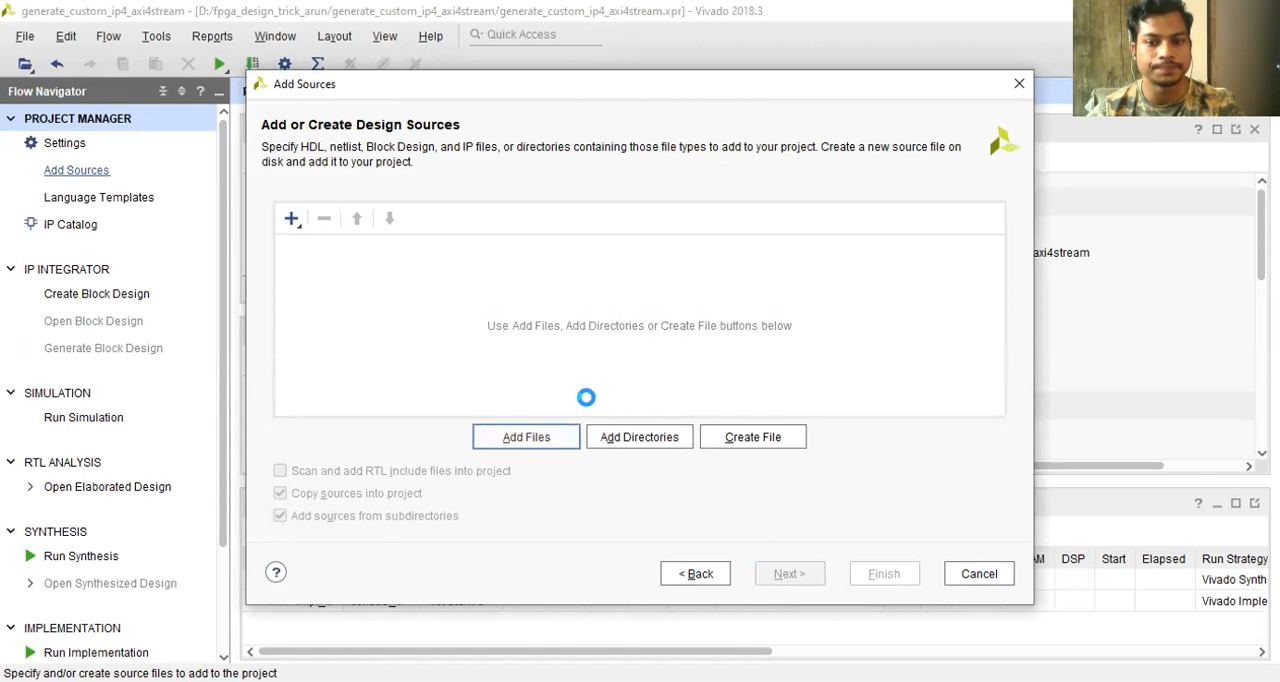 generate_custom_ip4_axi4stream - [D:/fpga_design_trick_arun/generate_custom_ip4_axi4stream/generate_custom_ip4_axi4stream.xpr] - Vivado 2018.3
File Edit Flow Tools Reports Window Layout View Help Quick Access
Flow Navigator
PROJECT MANAGER
Settings
Add Sources
Language Templates
IP Catalog
IP INTEGRATOR
Create Block Design
Open Block Design
Generate Block Design
SIMULATION
Run Simulation
RTL ANALYSIS
Open Elaborated Design
SYNTHESIS
Run Synthesis
Open Synthesized Design
IMPLEMENTATION
Run Implementation
Add Sources
Add or Create Design Sources
Specify HDL, netlist, Block Design, and IP files, or directories containing those file types to add to your project. Create a new source file on
disk and add it to your project.
Use Add Files, Add Directories or Create File buttons below
Add Files Add Directories Create File
Scan and add RTL include files into project
Copy sources into project
Add sources from subdirectories
< Back Next > Finish Cancel
axi4stream
DSP Start Elapsed Run Strategy
Vivado Synth
Vivado Imple
Specify and/or create source files to add to the project